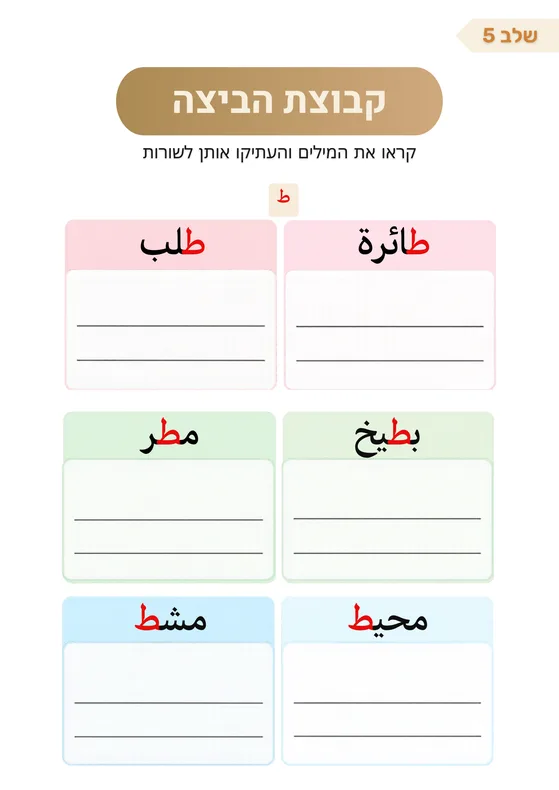 שלב 5
קבוצת הביצה
קראו את המילים והעתיקו אותן לשורות
ط
طائرة
طلب
بطيخ
مطر
محيط
مشط